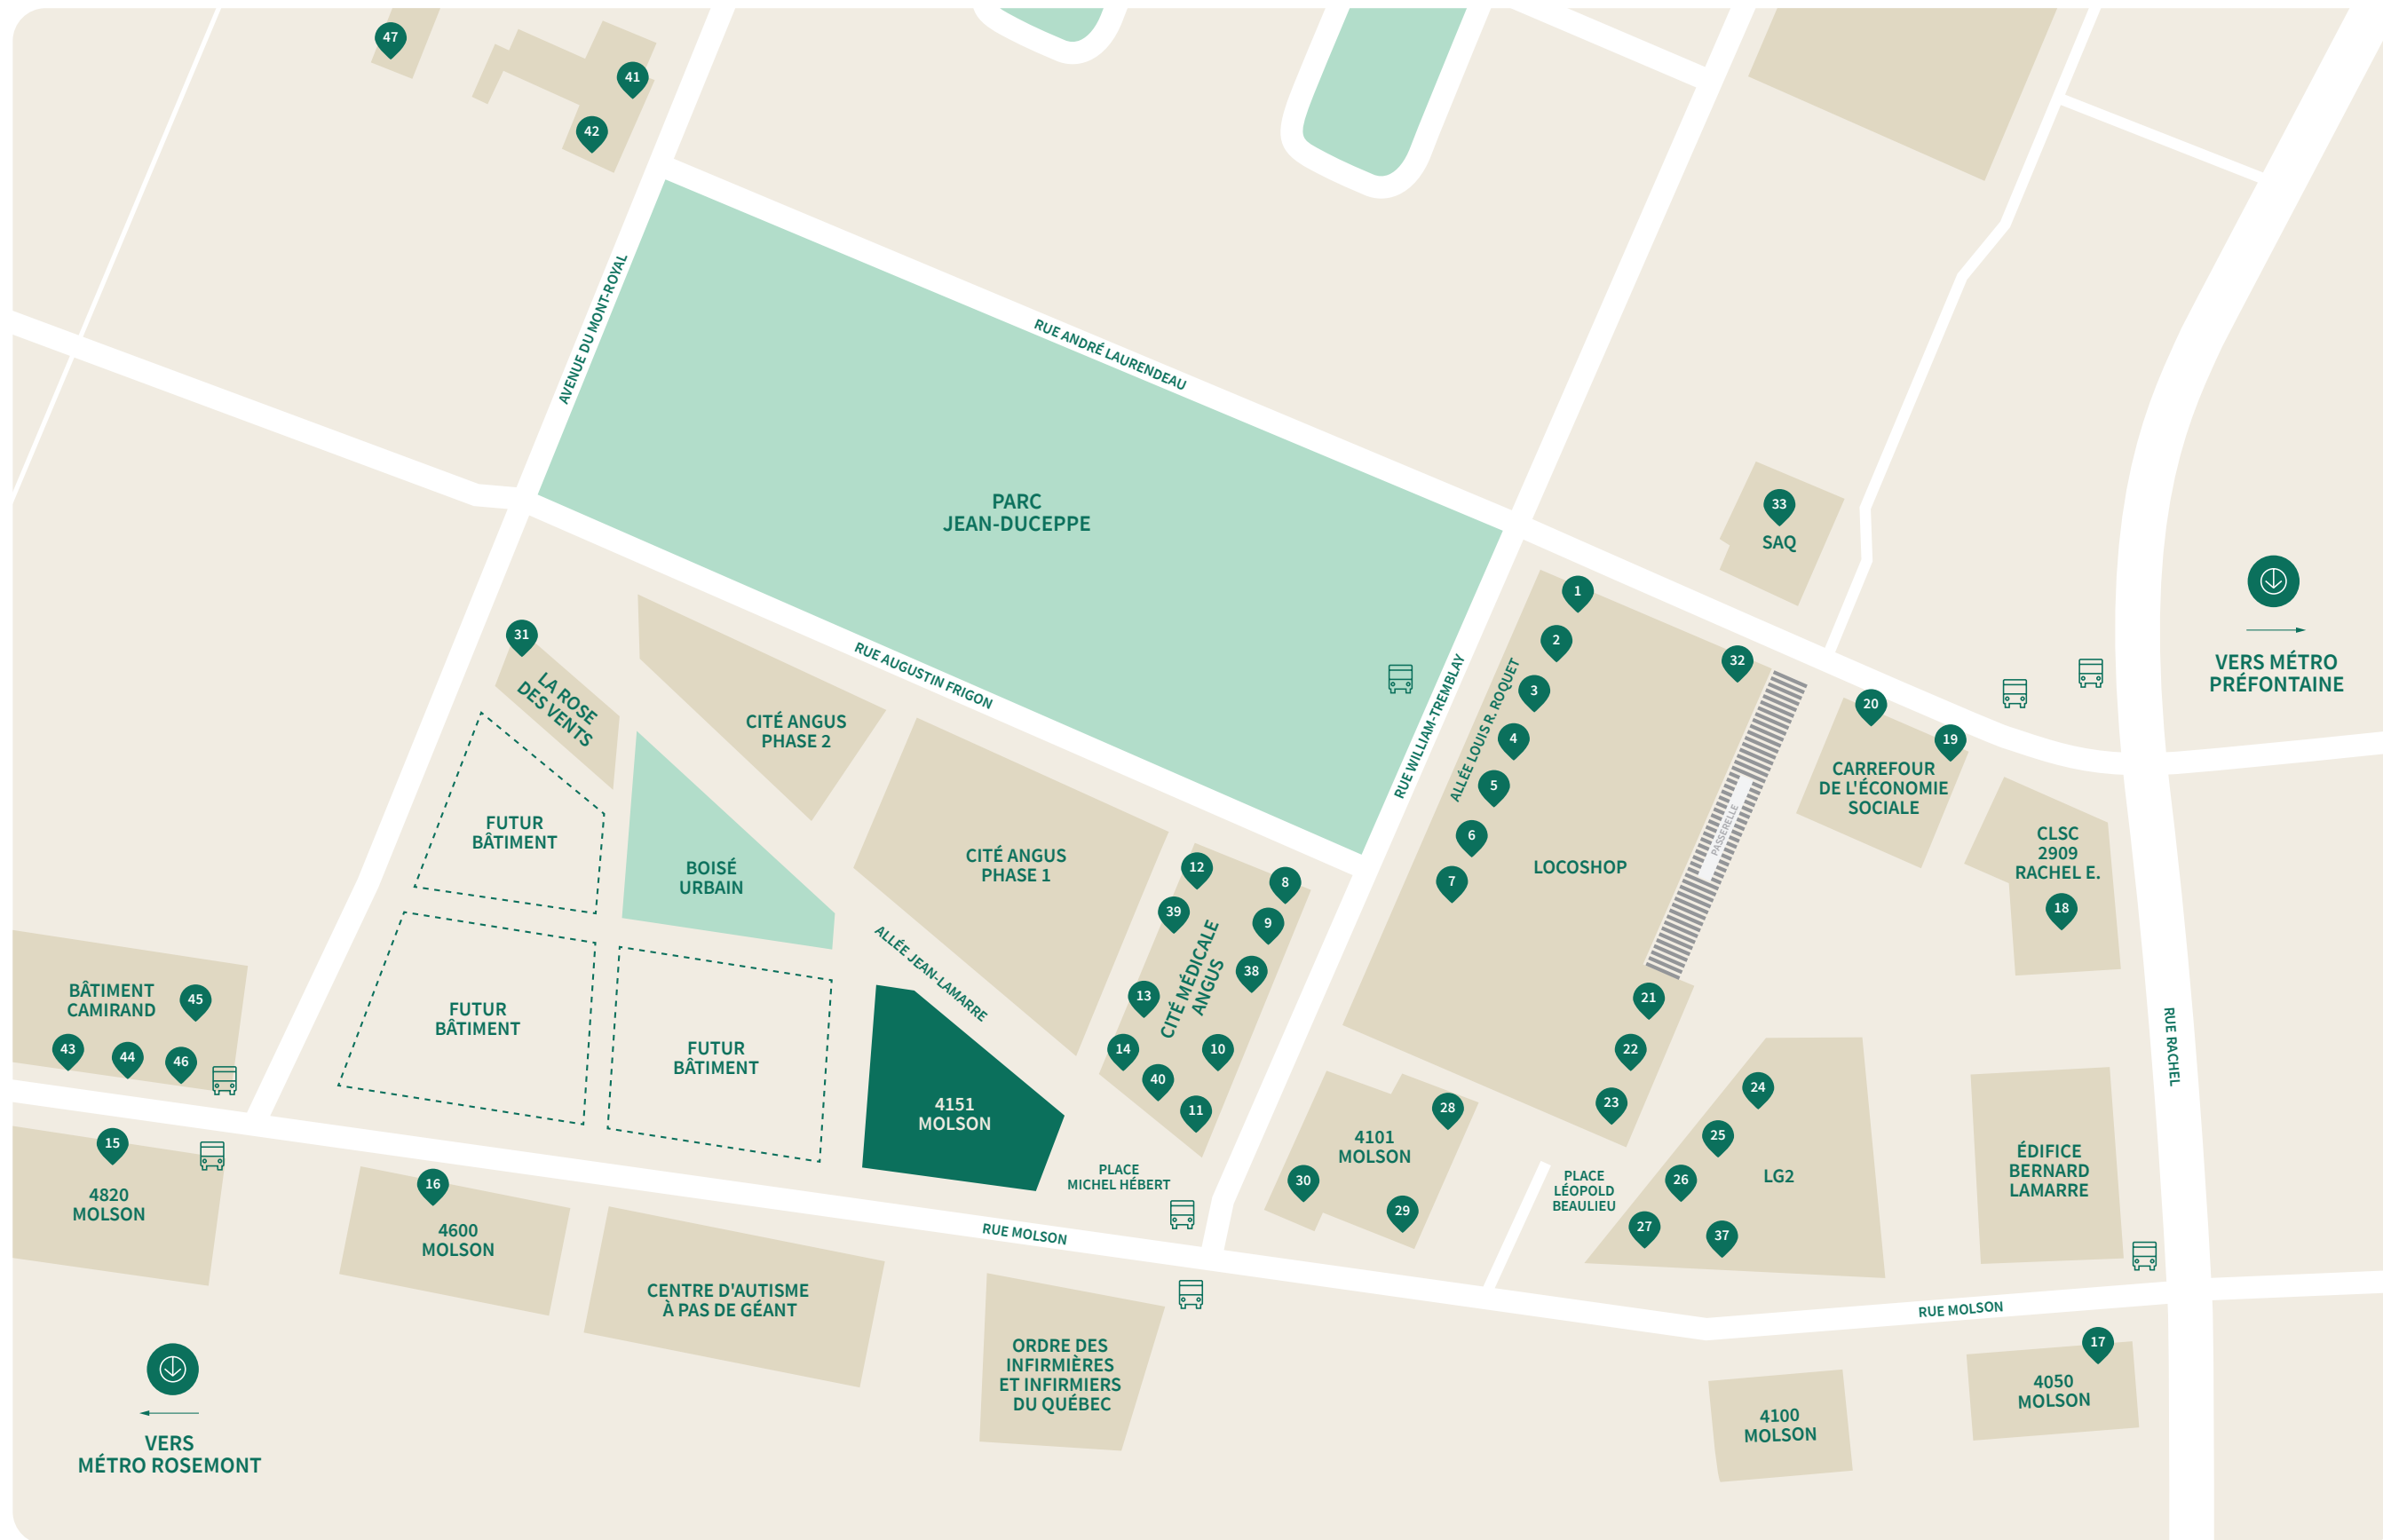 47
41
42
AVENUE DU MONT-ROYAL
RUE ANDRÉ LAURENDEAU
PARC
JEAN-DUCEPPE
33
SAQ
VERS MÉTRO
PRÉFONTAINE
31
LA ROSE
DES VENTS
RUE AUGUSTIN FRIGON
CITÉ ANGUS
PHASE 2
RUE WILLIAM-TREMBLAY
ALLÉE LOUIS R. ROQUET
1
2
3
4
5
6
7
32
LOCOSHOP
PASSERELLE
20
19
CARREFOUR
DE L'ÉCONOMIE
SOCIALE
CLSC
2909
RACHEL E.
18
FUTUR
BÂTIMENT
BOISÉ
URBAIN
CITÉ ANGUS
PHASE 1
12
8
39
9
38
13
CITÉ MÉDICALE
ANGUS
14
10
40
11
ALLÉE JEAN-LAMARRE
BÂTIMENT
CAMIRAND
45
43
44
46
FUTUR
BÂTIMENT
FUTUR
BÂTIMENT
4151
MOLSON
21
22
23
RUE RACHEL
28
4101
MOLSON
30
29
24
25
26
LG2
27
37
PLACE
LÉOPOLD
BEAULIEU
ÉDIFICE
BERNARD
LAMARRE
PLACE
MICHEL HÉBERT
15
4820
MOLSON
16
4600
MOLSON
RUE MOLSON
CENTRE D'AUTISME
À PAS DE GÉANT
ORDRE DES
INFIRMIÈRES
ET INFIRMIERS
DU QUÉBEC
RUE MOLSON
17
4050
MOLSON
4100
MOLSON
VERS
MÉTRO ROSEMONT